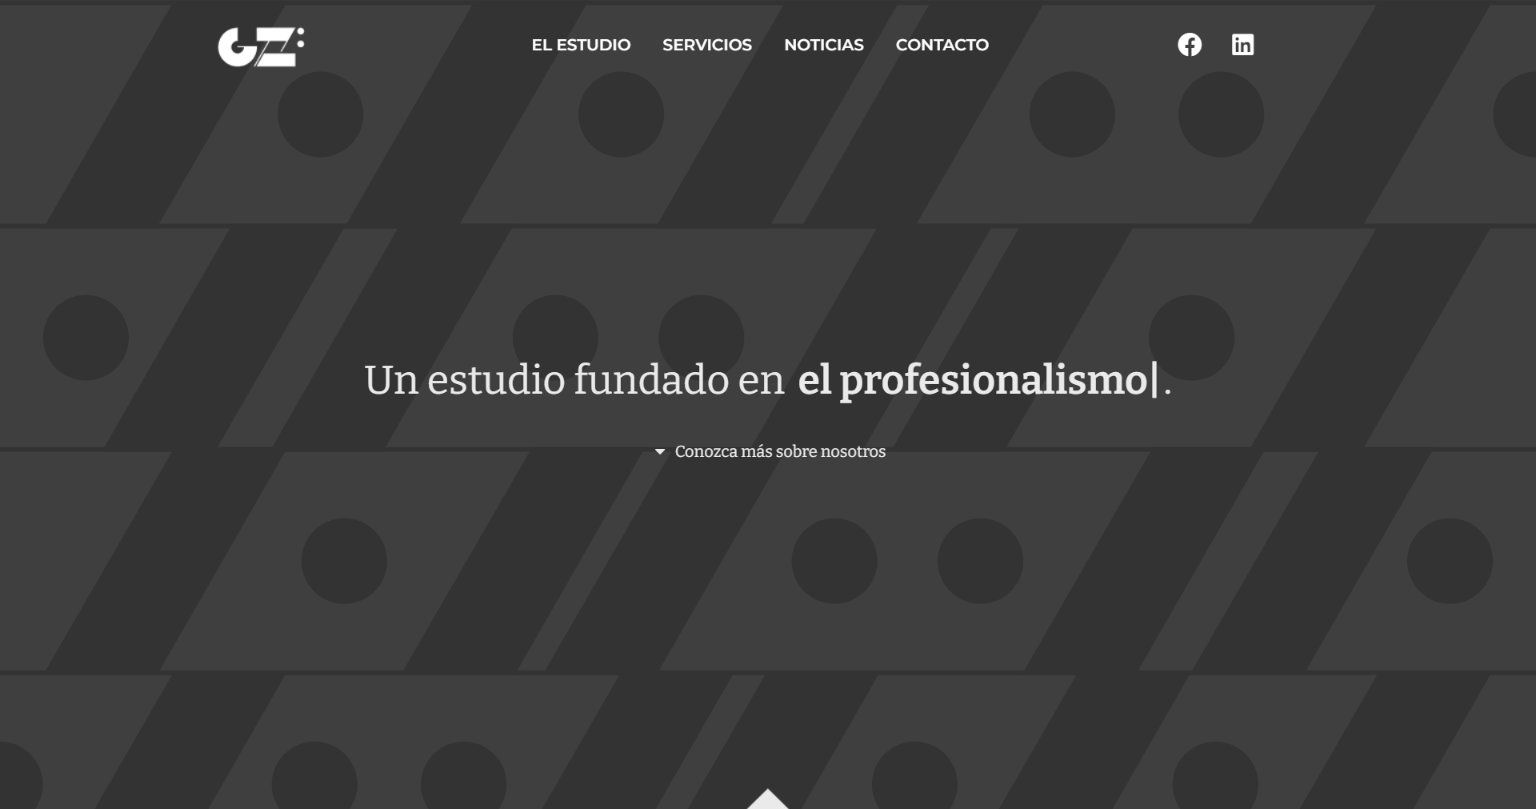 GZ:
EL ESTUDIO SERVICIOS NOTICIAS CONTACTO
Un estudio fundado en el profesionalismo|.
Conozca más sobre nosotros